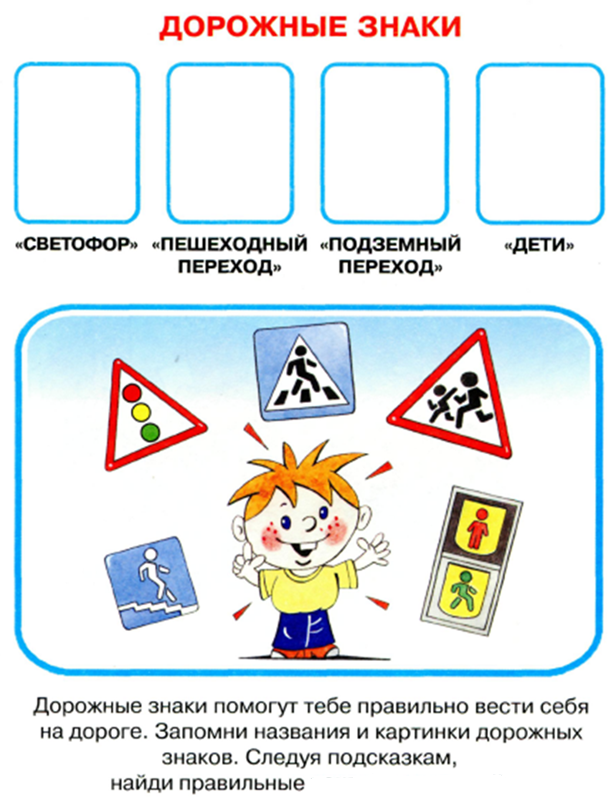 ДОРОЖНЫЕ ЗНАКИ
«СВЕТОФОР» «ПЕШЕХОДНЫЙ ПЕРЕХОД» «ПОДЗЕМНЫЙ ПЕРЕХОД» «ДЕТИ»
Дорожные знаки помогут тебе правильно вести себя
на дороге. Запомни названия и картинки дорожных
знаков. Следуя подсказкам,
найди правильные